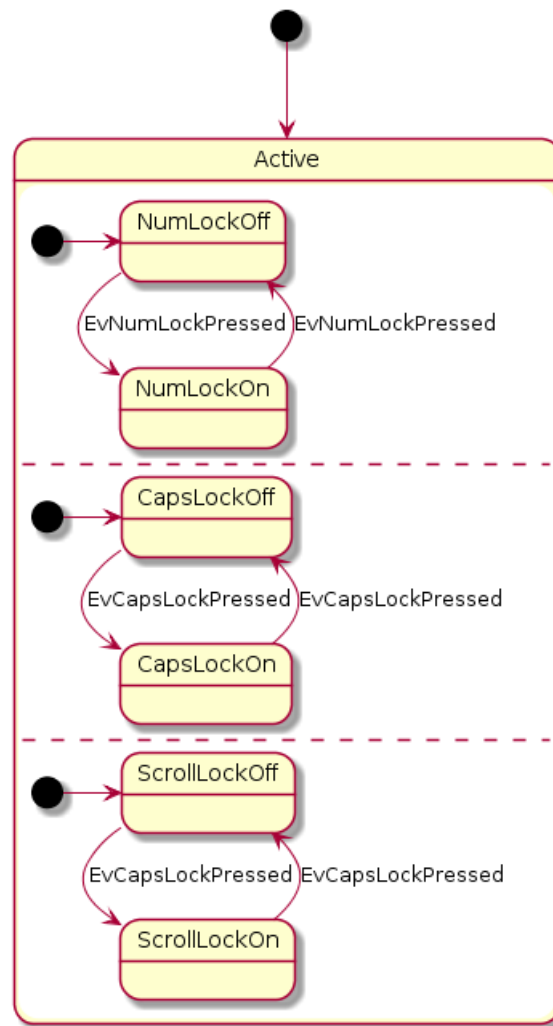 Active
NumLockOff
EvNumLockPressed EvNumLockPressed
NumLockOn
CapsLockOff
EvCapsLockPressed EvCapsLockPressed
CapsLockOn
ScrollLockOff
EvCapsLockPressed EvCapsLockPressed
ScrollLockOn